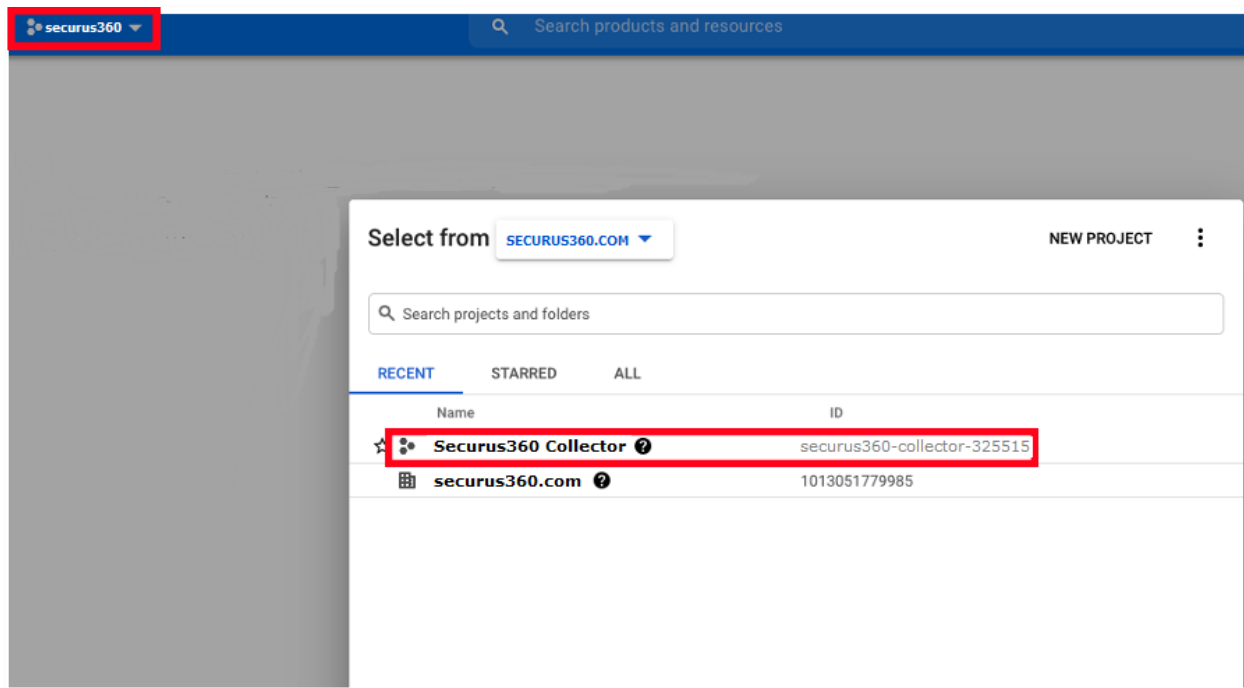 securus360
Search products and resources
Select from SECURUS360.COM
NEW PROJECT
Search projects and folders
RECENT STARRED ALL
Name ID
Securus360 Collector ? securus360-collector-325515
securus360.com ? 1013051779985